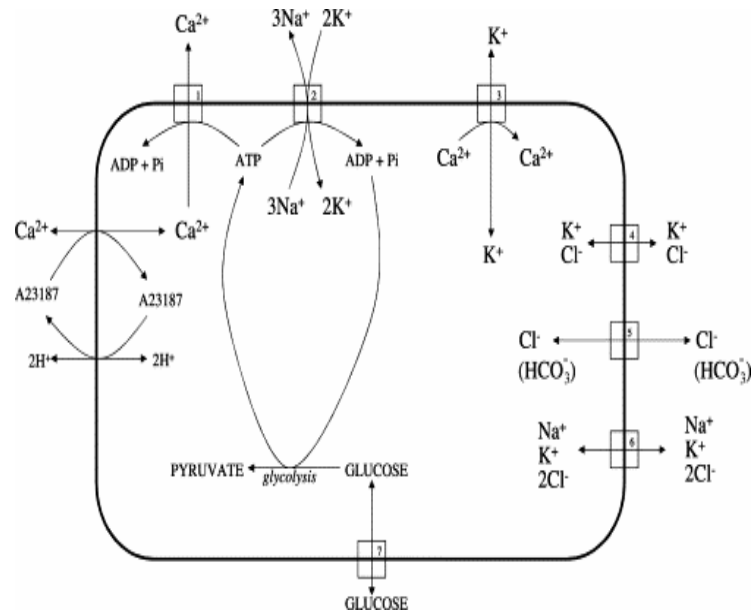 Ca²⁺
3Na⁺ 2K⁺
K⁺
1
2
3
ADP + Pi
ATP
ADP + Pi
Ca²⁺ Ca²⁺
3Na⁺ 2K⁺
Ca²⁺ Ca²⁺
K⁺
K⁺ 4 K⁺
Cl⁻ Cl⁻
A23187
A23187
2H⁺ 2H⁺
Cl⁻ 5 Cl⁻
(HCO₃⁻) (HCO₃⁻)
Na⁺ Na⁺
K⁺ 6 K⁺
2Cl⁻ 2Cl⁻
PYRUVATE glycolysis GLUCOSE
7
GLUCOSE